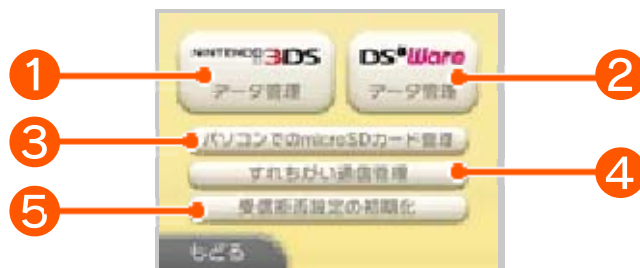 NINTENDO 3DS
データ管理
DSiWare
データ管理
パソコンでのmicroSDカード管理
すれちがい通信管理
受信拒否設定の初期化
もどる
1
2
3
4
5